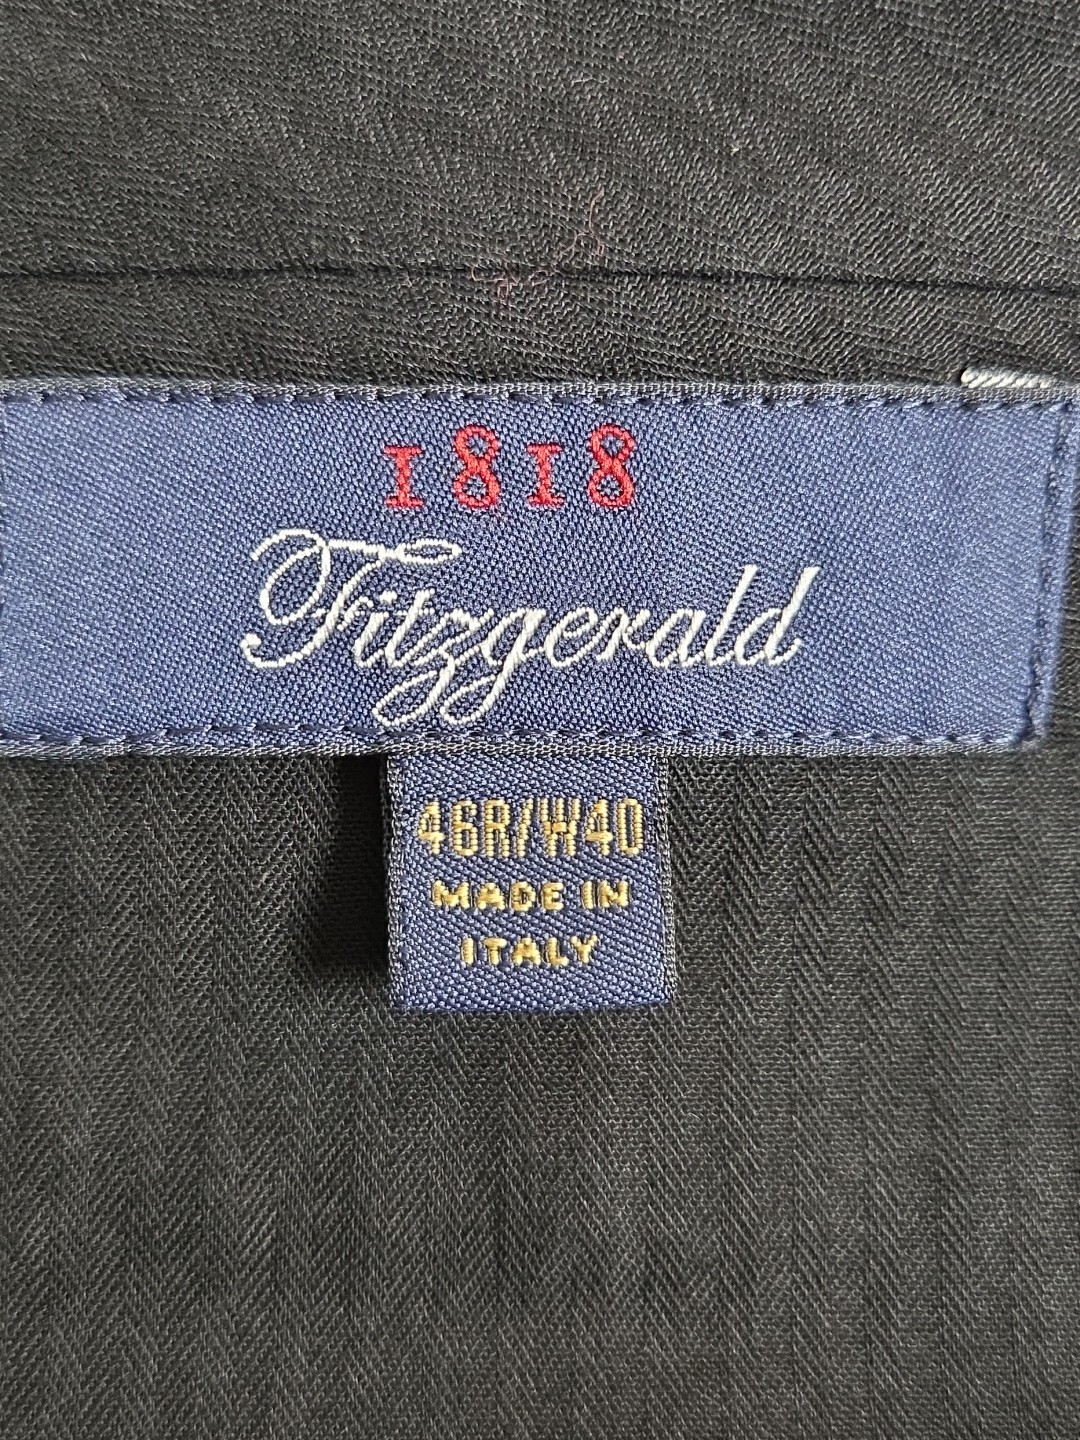 1818
Fitzgerald
46R/W40
MADE IN
ITALY